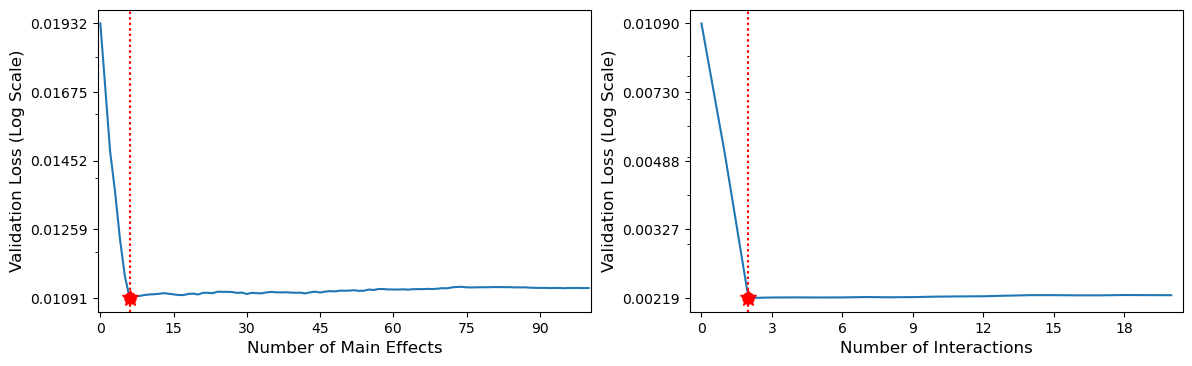 Validation Loss (Log Scale)
0.01932
0.01675
0.01452
0.01259
0.01091
0 15 30 45 60 75 90
Number of Main Effects
Validation Loss (Log Scale)
0.01090
0.00730
0.00488
0.00327
0.00219
0 3 6 9 12 15 18
Number of Interactions